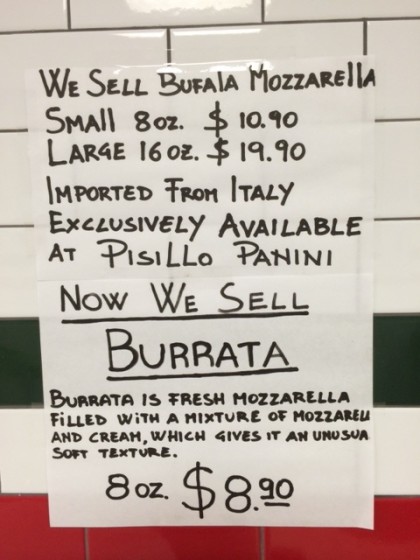 We Sell Bufala Mozzarella
Small 8oz. $ 10.90
Large 16oz. $ 19.90
Imported From Italy
Exclusively Available
at Pisillo Panini
Now We Sell
Burrata
Burrata is fresh mozzarella
filled with a mixture of mozzarell
and cream, which gives it an unusua
soft texture.
8oz. $8.90